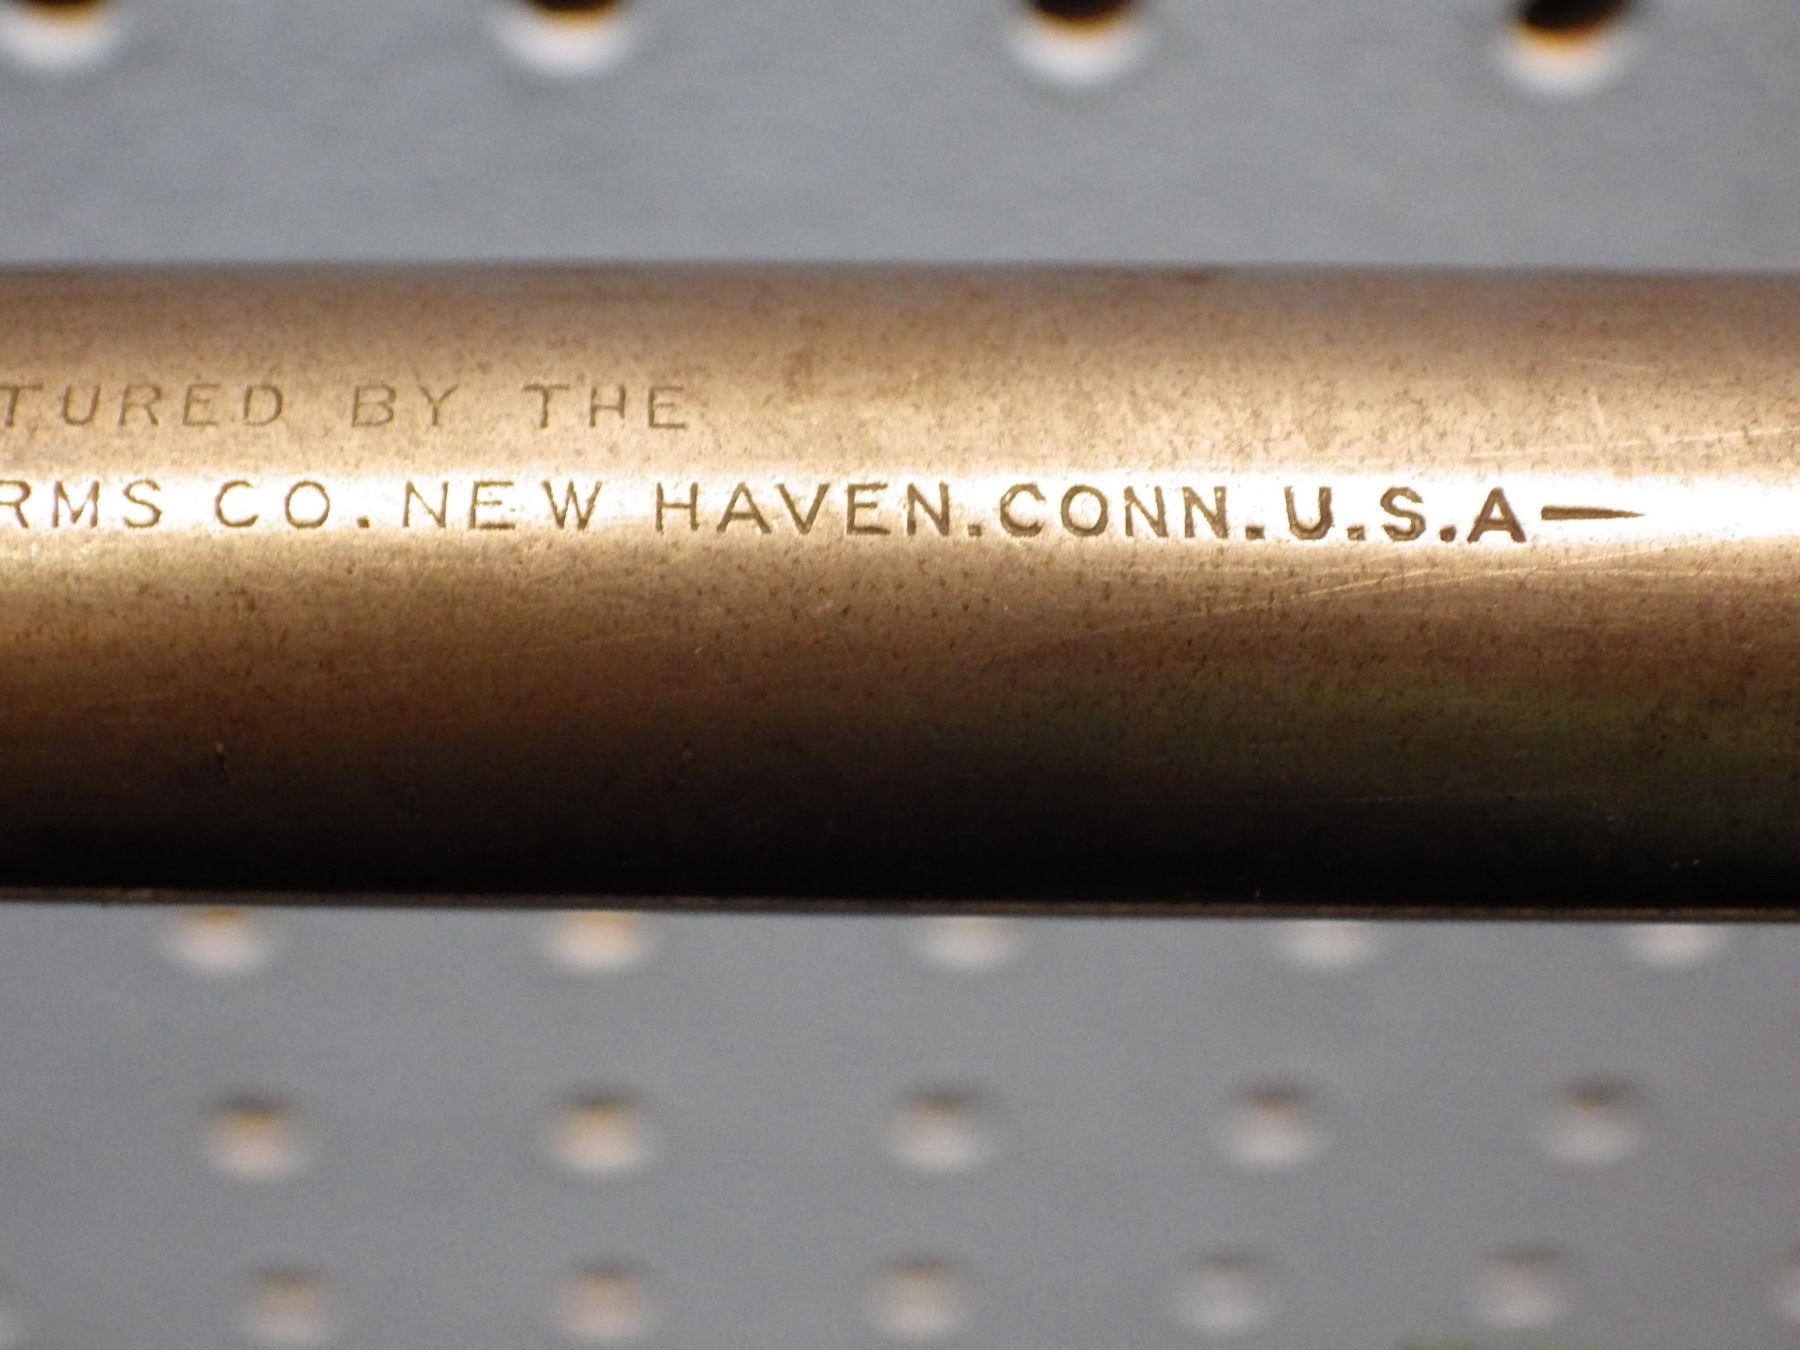 TURED BY THE
RMS CO. NEW HAVEN. CONN. U.S.A—